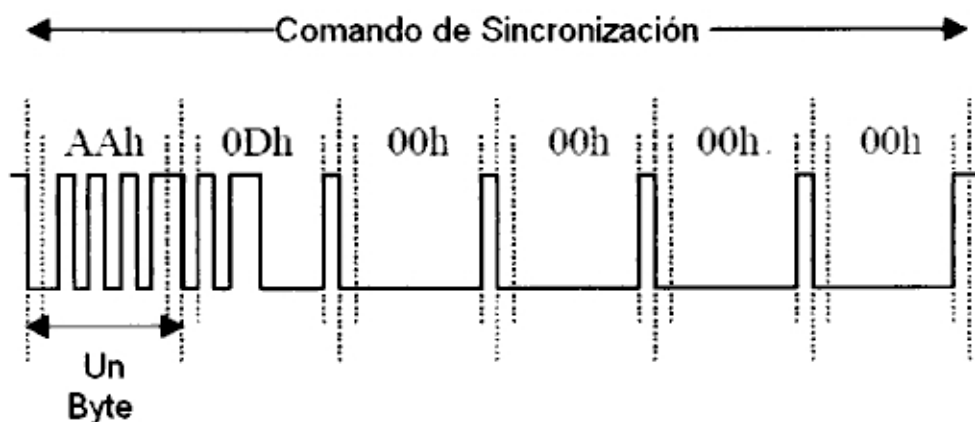 Comando de Sincronización
AAh 0Dh 00h 00h 00h. 00h
Un
Byte